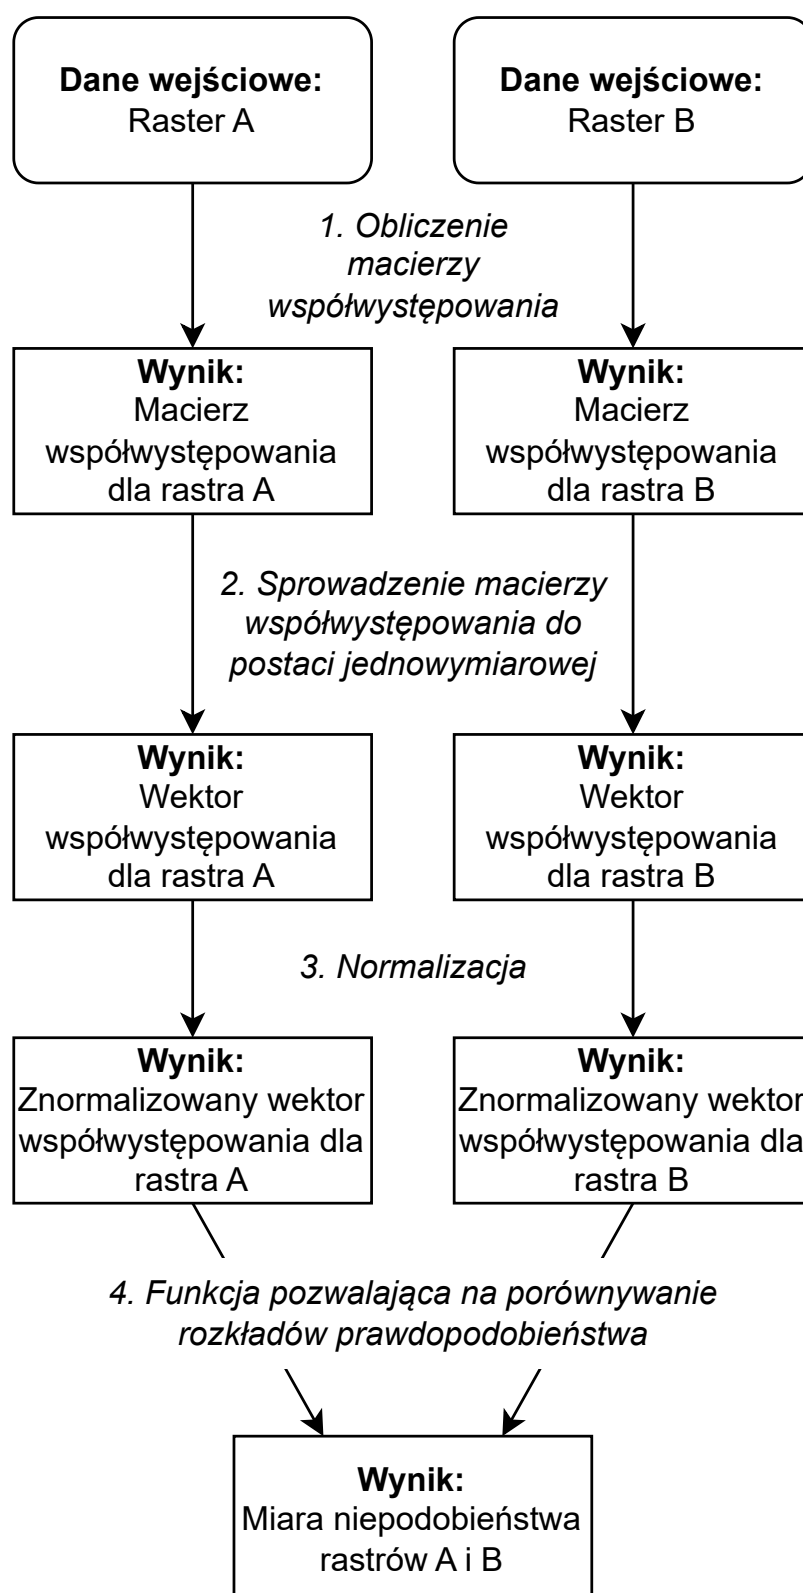 Dane wejściowe:
Raster A
Dane wejściowe:
Raster B
1. Obliczenie
macierzy
współwystępowania
Wynik:
Macierz
współwystępowania
dla rastra A
Wynik:
Macierz
współwystępowania
dla rastra B
2. Sprowadzenie macierzy
współwystępowania do
postaci jednowymiarowej
Wynik:
Wektor
współwystępowania
dla rastra A
Wynik:
Wektor
współwystępowania
dla rastra B
3. Normalizacja
Wynik:
Znormalizowany wektor
współwystępowania dla
rastra A
Wynik:
Znormalizowany wektor
współwystępowania dla
rastra B
4. Funkcja pozwalająca na porównywanie
rozkładów prawdopodobieństwa
Wynik:
Miara niepodobieństwa
rastrów A i B